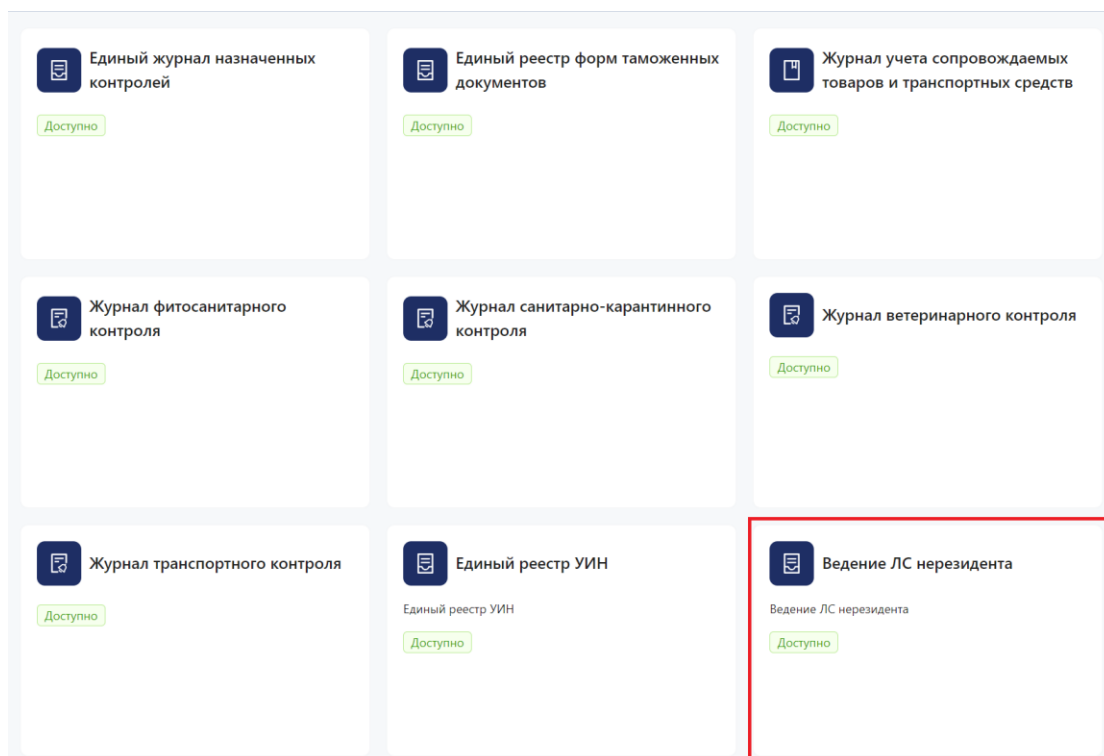 Единый журнал назначенных
контролей
Доступно
Единый реестр форм таможенных
документов
Доступно
Журнал учета сопровождаемых
товаров и транспортных средств
Доступно
Журнал фитосанитарного
контроля
Доступно
Журнал санитарно-карантинного
контроля
Доступно
Журнал ветеринарного контроля
Доступно
Журнал транспортного контроля
Доступно
Единый реестр УИН
Единый реестр УИН
Доступно
Ведение ЛС нерезидента
Ведение ЛС нерезидента
Доступно